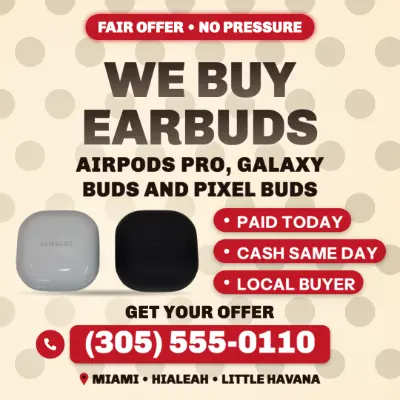 FAIR OFFER • NO PRESSURE
WE BUY
EARBUDS
AIRPODS PRO, GALAXY
BUDS AND PIXEL BUDS
SAMSUNG
• PAID TODAY
• CASH SAME DAY
• LOCAL BUYER
GET YOUR OFFER
(305) 555-0110
MIAMI • HIALEAH • LITTLE HAVANA